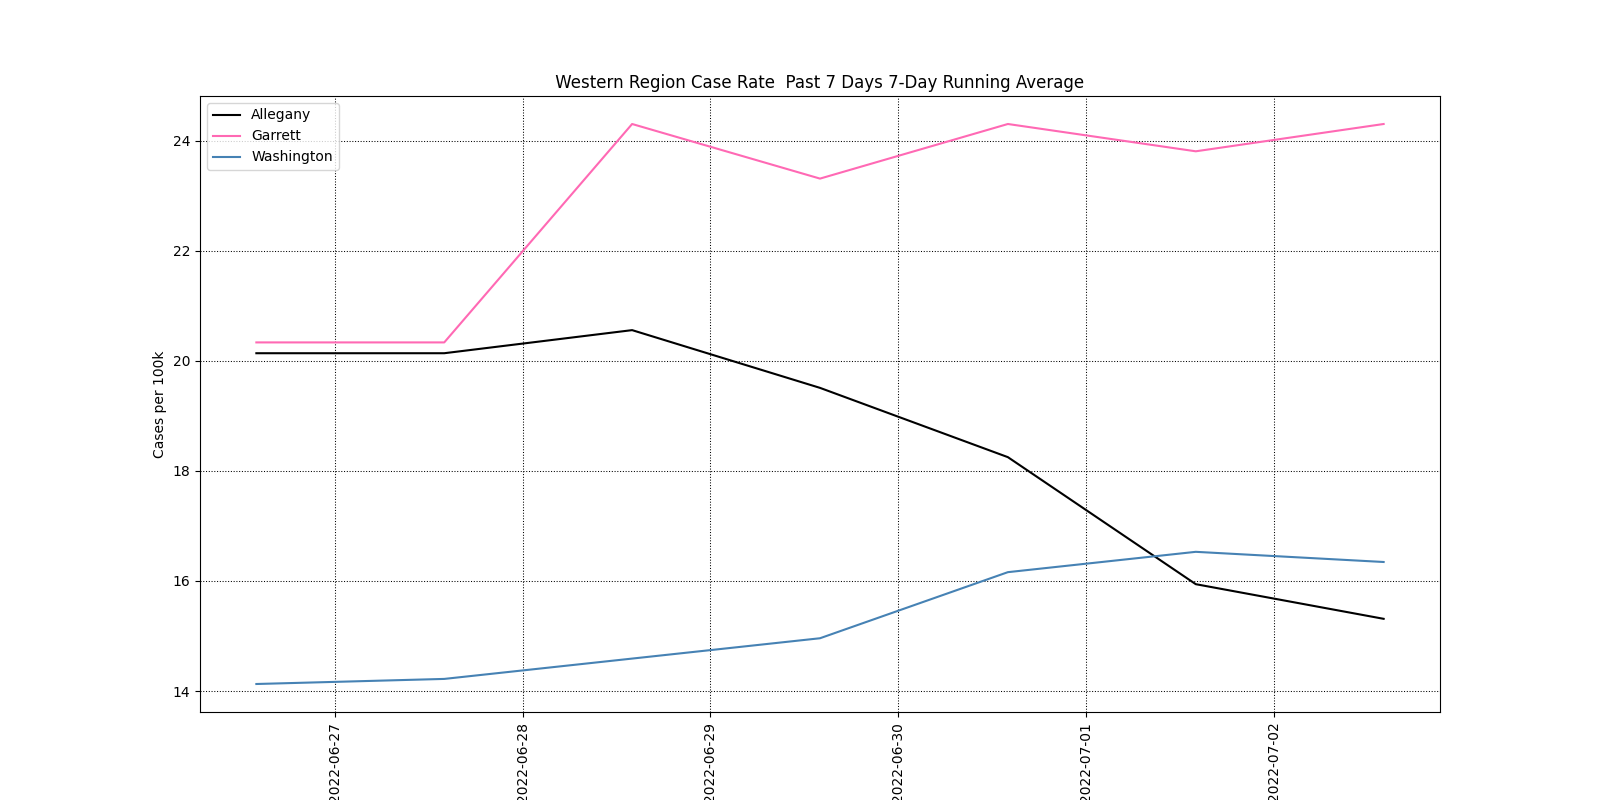 Western Region Case Rate  Past 7 Days 7-Day Running Average
Allegany
Garrett
Washington
24
22
20
18
16
14
Cases per 100k
2022-06-27
2022-06-28
2022-06-29
2022-06-30
2022-07-01
2022-07-02